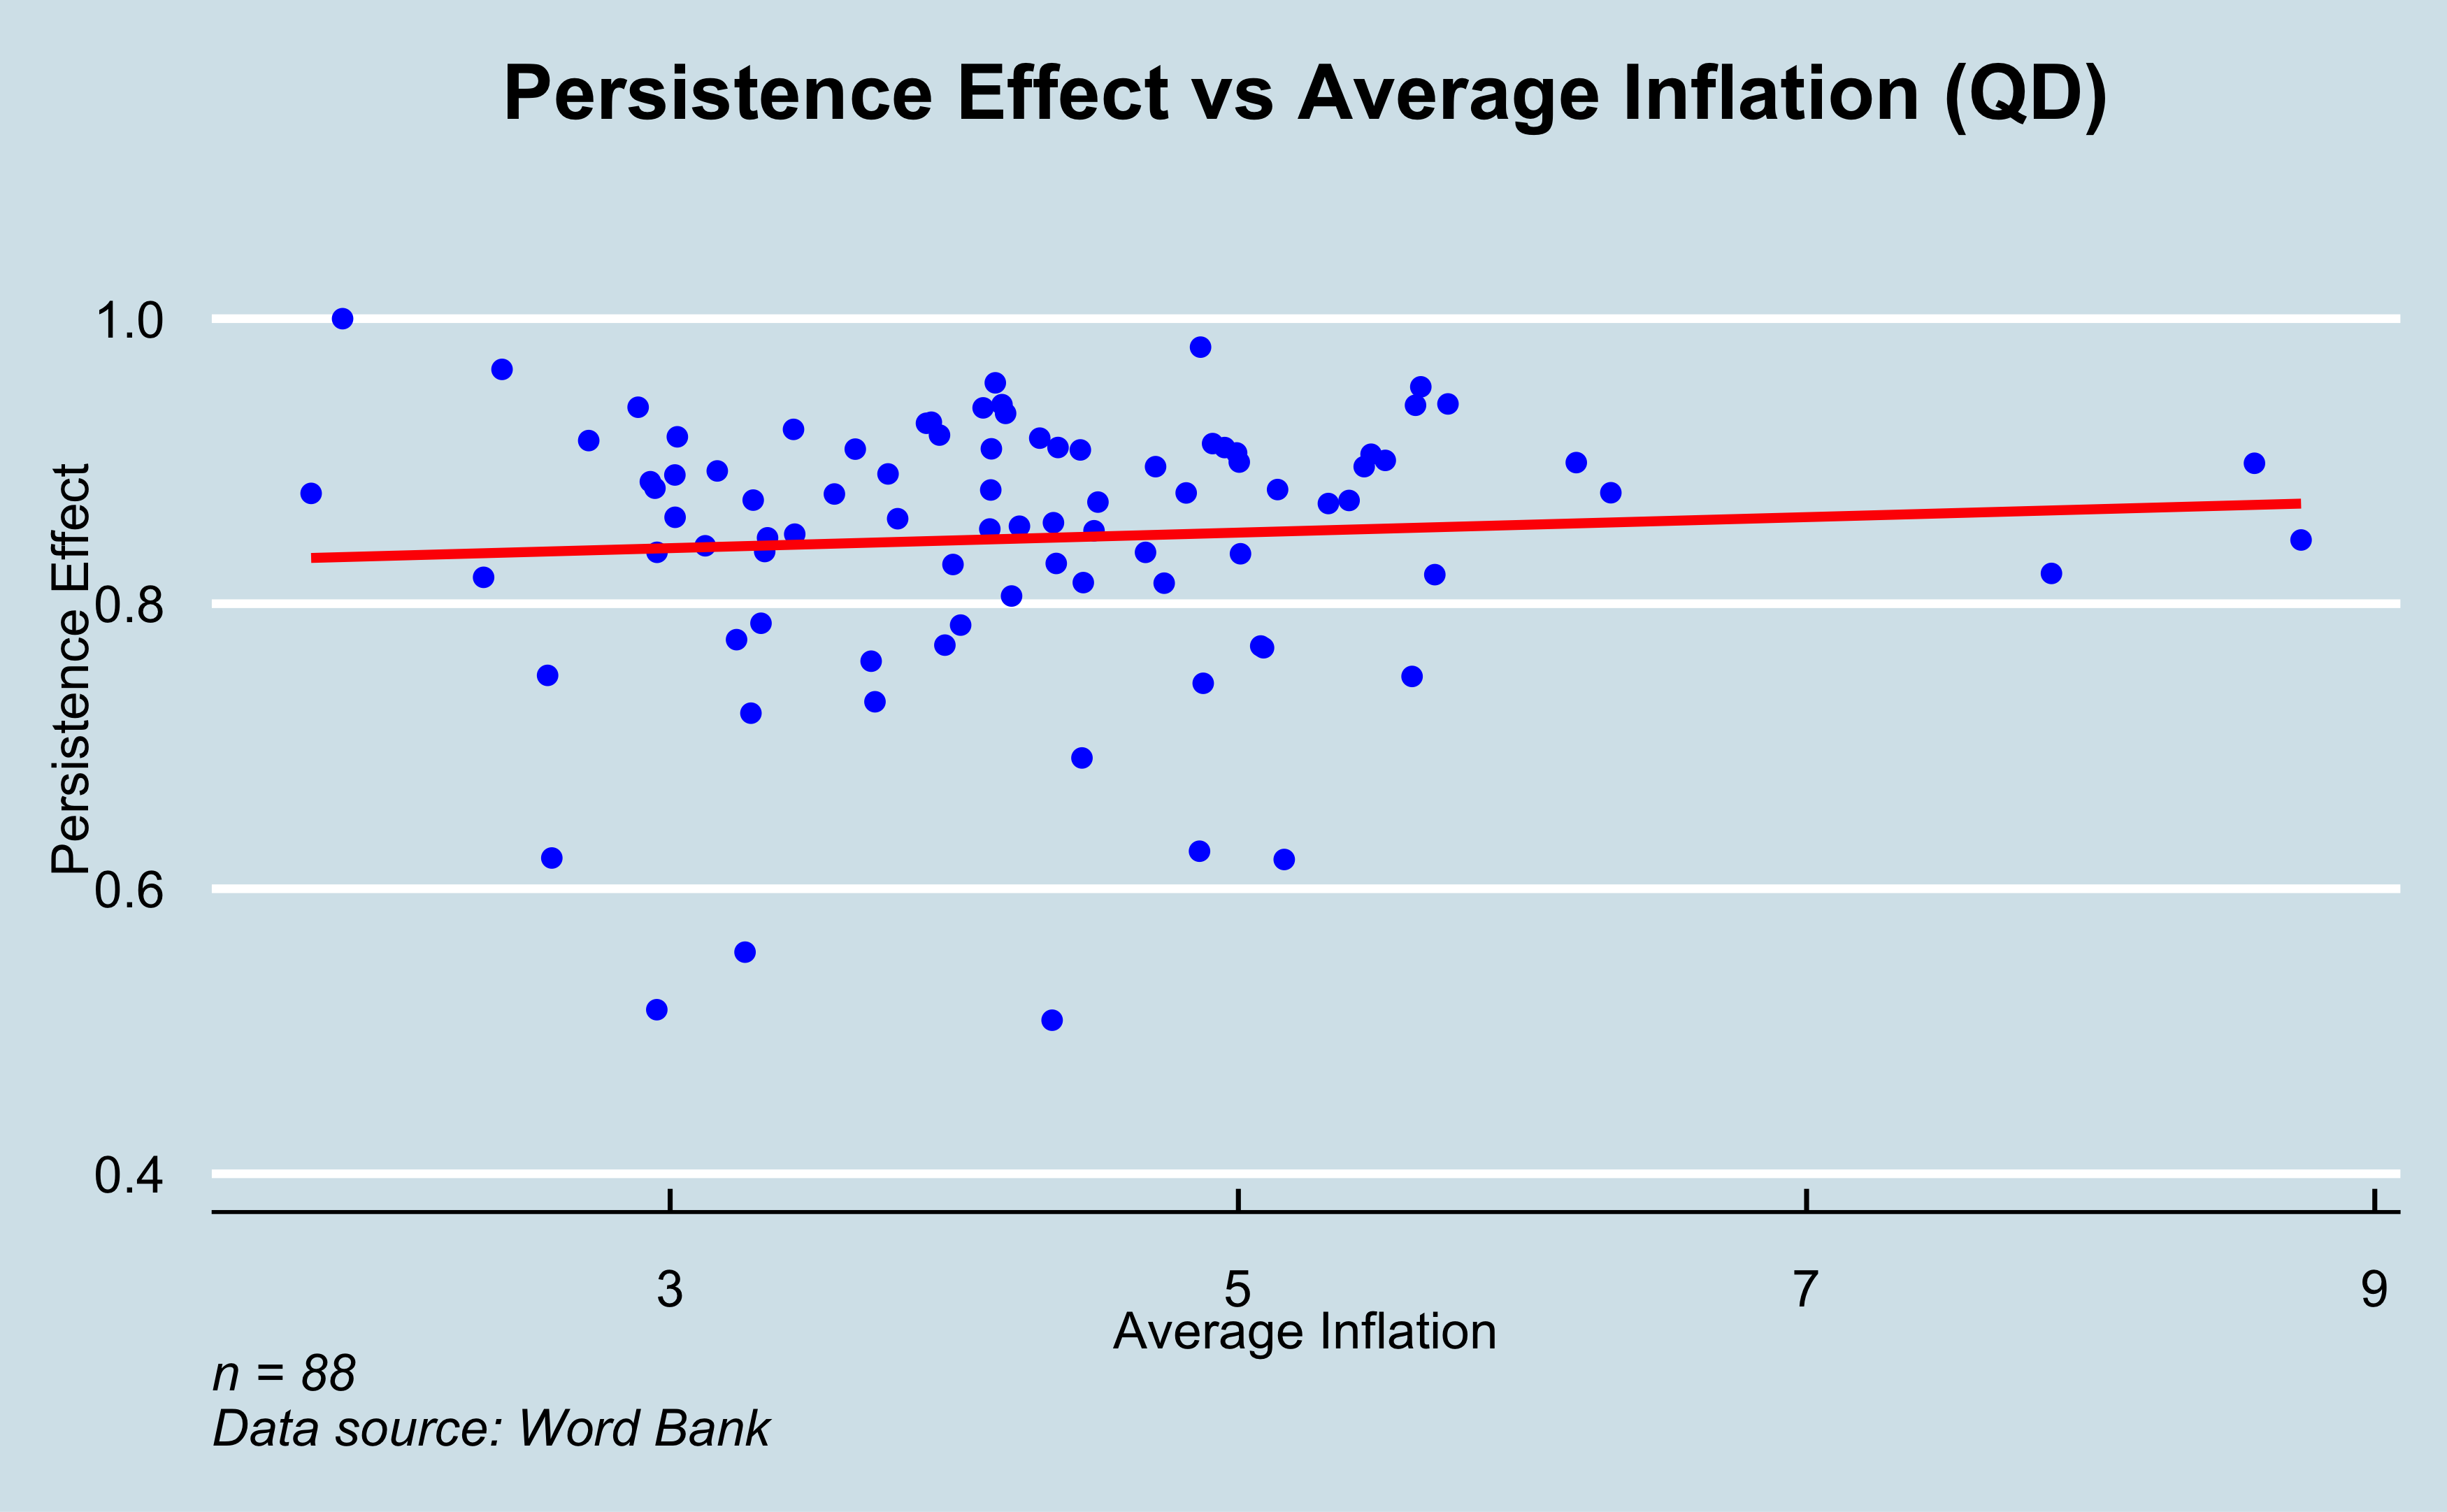 Persistence Effect vs Average Inflation (QD)
Persistence Effect
1.0
0.8
0.6
0.4
3 5 7 9
Average Inflation
n = 88
Data source: Word Bank